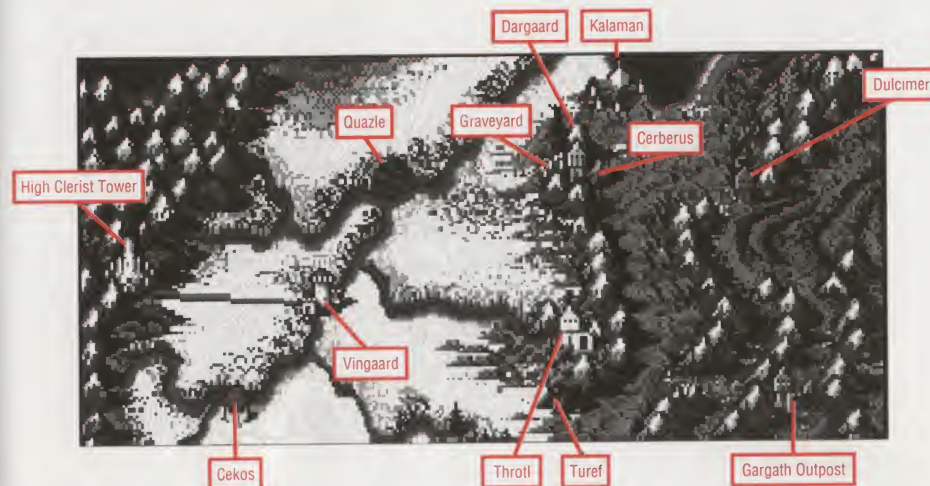 Dargaard
Kalaman
Dulcimer
Quazle
Graveyard
Cerberus
High Clerist Tower
Vingaard
Cekos
Throtl
Turef
Gargath Outpost